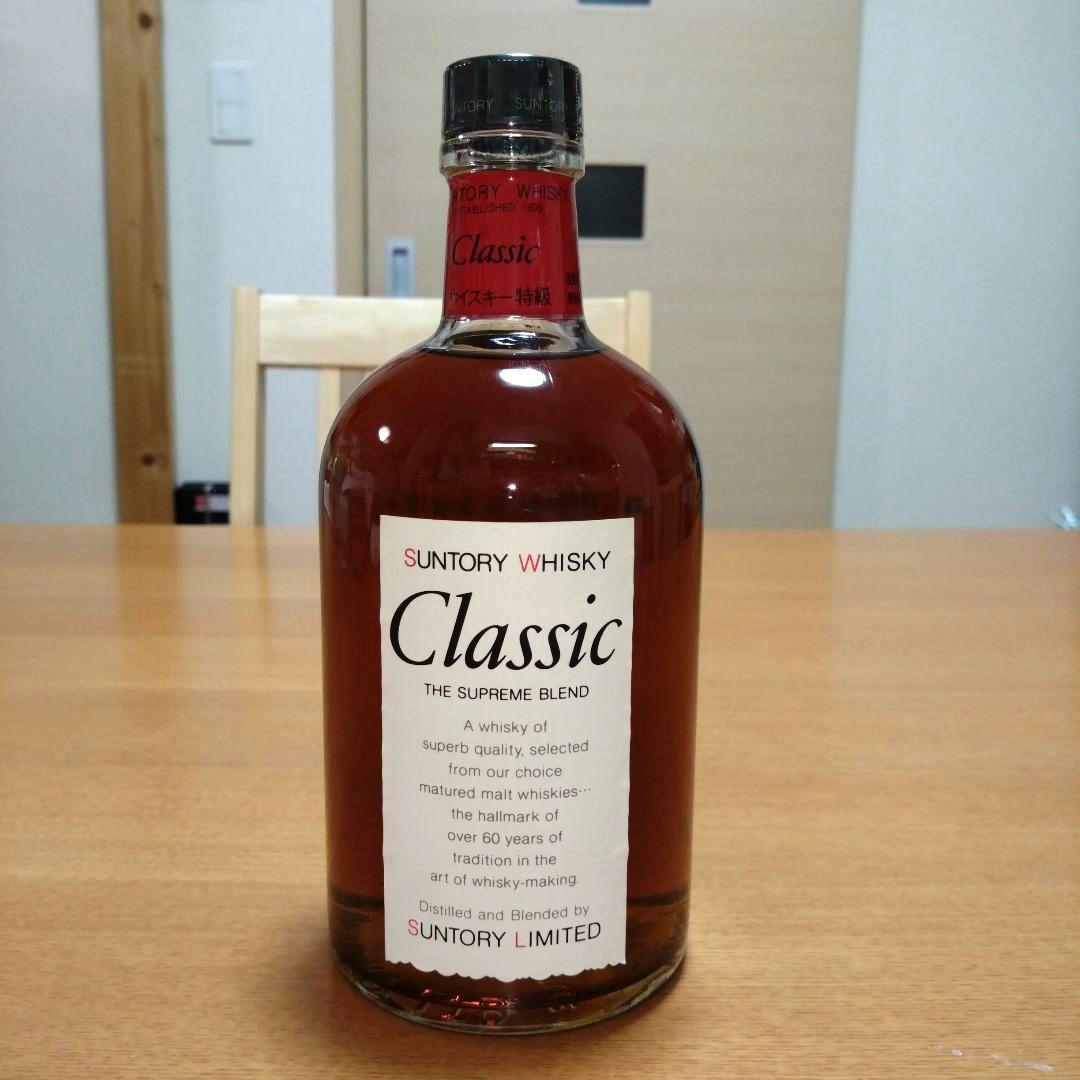 SUNTORY
WHISKY
ESTABLISHED 1899
Classic
ウイスキー特級
SUNTORY WHISKY
Classic
THE SUPREME BLEND
A whisky of
superb quality, selected
from our choice
matured malt whiskies…
the hallmark of
over 60 years of
tradition in the
art of whisky-making.
Distilled and Blended by
SUNTORY LIMITED